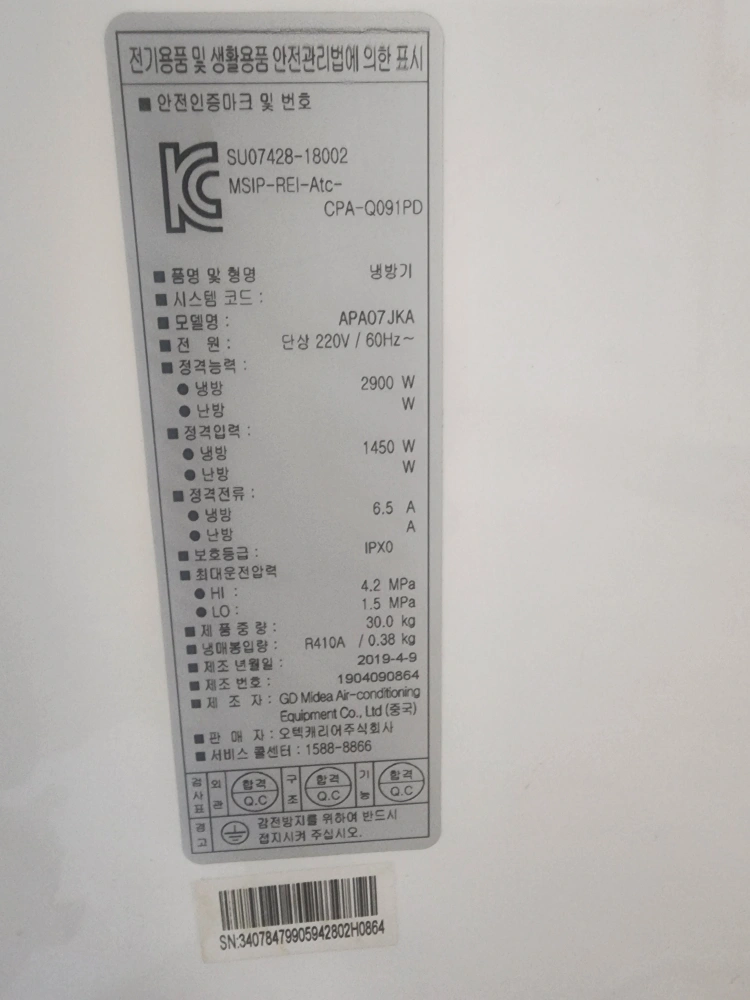 전기용품 및 생활용품 안전관리법에 의한 표시
■ 안전인증마크 및 번호
SU07428-18002
MSIP-REI-Atc-
CPA-Q091PD
■ 품명 및 형명 냉방기
■ 시스템 코드 :
■ 모델명 : APA07JKA
■ 전 원 : 단상 220V / 60Hz~
■ 정격능력 :
● 냉방 2900 W
● 난방 W
■ 정격입력 :
● 냉방 1450 W
● 난방 W
■ 정격전류 :
● 냉방 6.5 A
● 난방 A
■ 보호등급 : IPX0
■ 최대운전압력
● HI : 4.2 MPa
● LO : 1.5 MPa
■ 제 품 중 량 : 30.0 kg
■ 냉매봉입량 : R410A / 0.38 kg
■ 제조 년월일 : 2019-4-9
■ 제조 번호 : 1904090864
■ 제 조 자 : GD Midea Air-conditioning
Equipment Co., Ltd (중국)
■ 판 매 자 : 오텍캐리어주식회사
■ 서비스 콜센터 : 1588-8866
검사표 외관 합격 Q.C 구조 합격 Q.C 기능 합격 Q.C
경고 감전방지를 위하여 반드시
접지시켜 주십시오.
SN:34078479905942802H0864